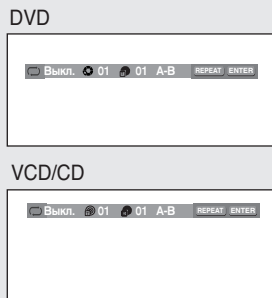 DVD
Выкл. 01 01 A-B REPEAT ENTER
VCD/CD
Выкл. 01 01 A-B REPEAT ENTER